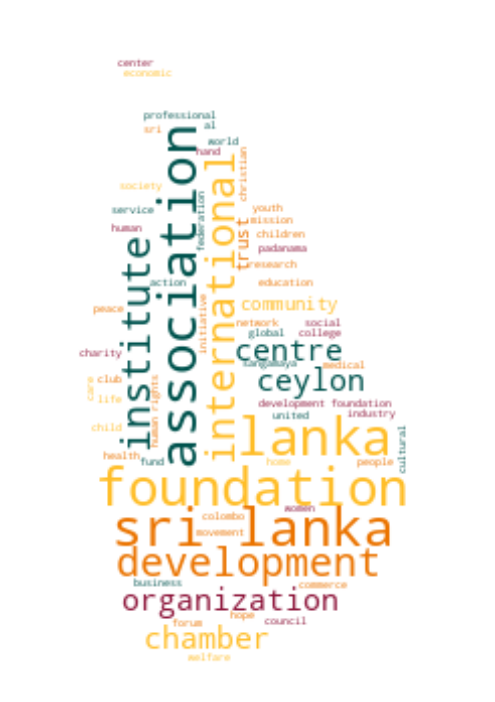 center
economic
professional
sri
al
world
hand
association
international
christian
society
federation
service
youth
mission
human
trust
children
institute
padanama
research
action
education
initiative
community
peace
network
social
global
college
centre
charity
sangamaya
medical
ceylon
care
club
human rights
life
development foundation
united
industry
child
lanka
cultural
health
fund
home
people
foundation
women
colombo
sri lanka
movement
development
business
commerce
organization
hope
forum
council
chamber
welfare